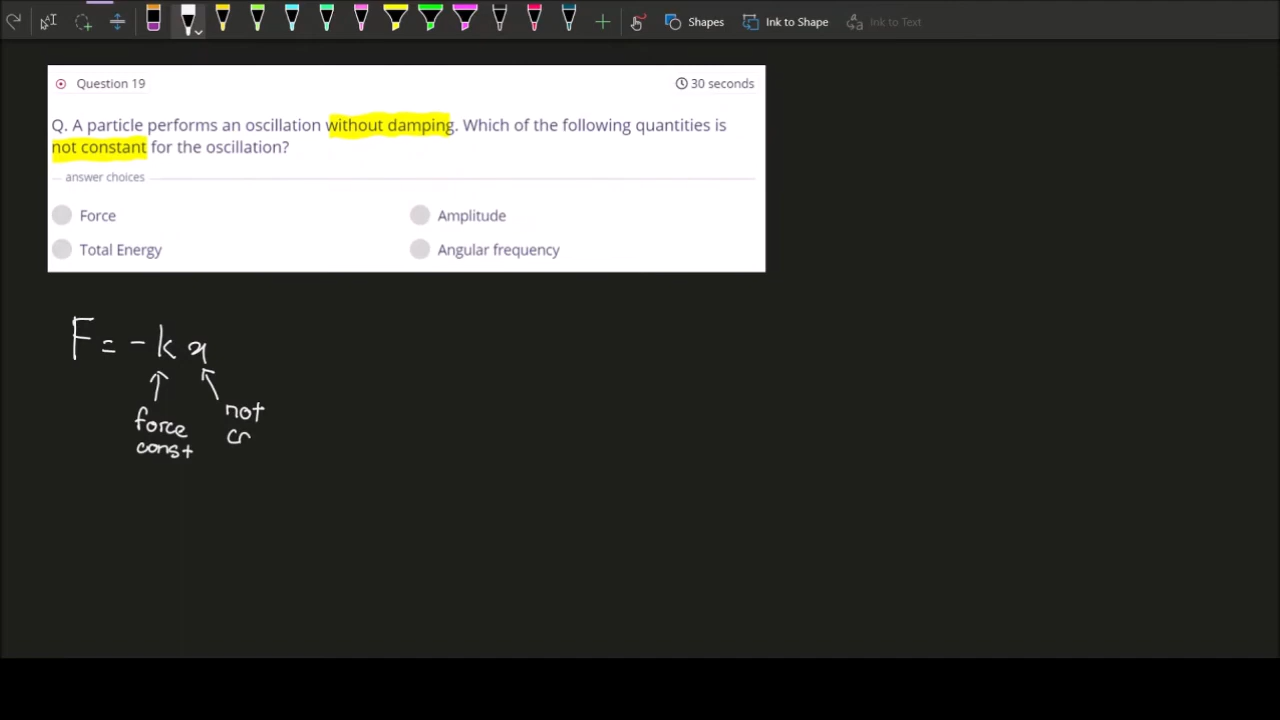 Shapes
Ink to Shape
Ink to Text
Question 19
30 seconds
Q. A particle performs an oscillation without damping. Which of the following quantities is
not constant for the oscillation?
answer choices
Force
Amplitude
Total Energy
Angular frequency
F = - k x
force
const
not
co